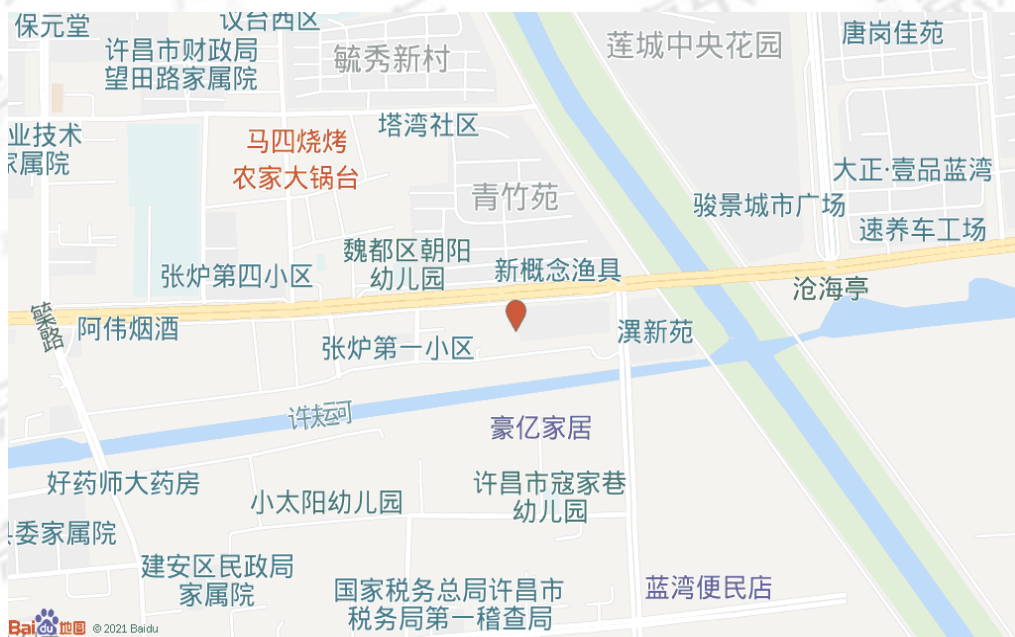 保元堂
议台西区
许昌市财政局
望田路家属院
毓秀新村
莲城中央花园
唐岗佳苑
业技术
家属院
马四烧烤
农家大锅台
塔湾社区
青竹苑
大正·壹品蓝湾
骏景城市广场
速养车工场
魏都区朝阳
幼儿园
张炉第四小区
新概念渔具
沧海亭
毓秀路
阿伟烟酒
张炉第一小区
潩新苑
许扶运河
豪亿家居
好药师大药房
小太阳幼儿园
许昌市寇家巷
幼儿园
县委家属院
建安区民政局
家属院
国家税务总局许昌市
税务局第一稽查局
蓝湾便民店
Bai du 地图 © 2021 Baidu